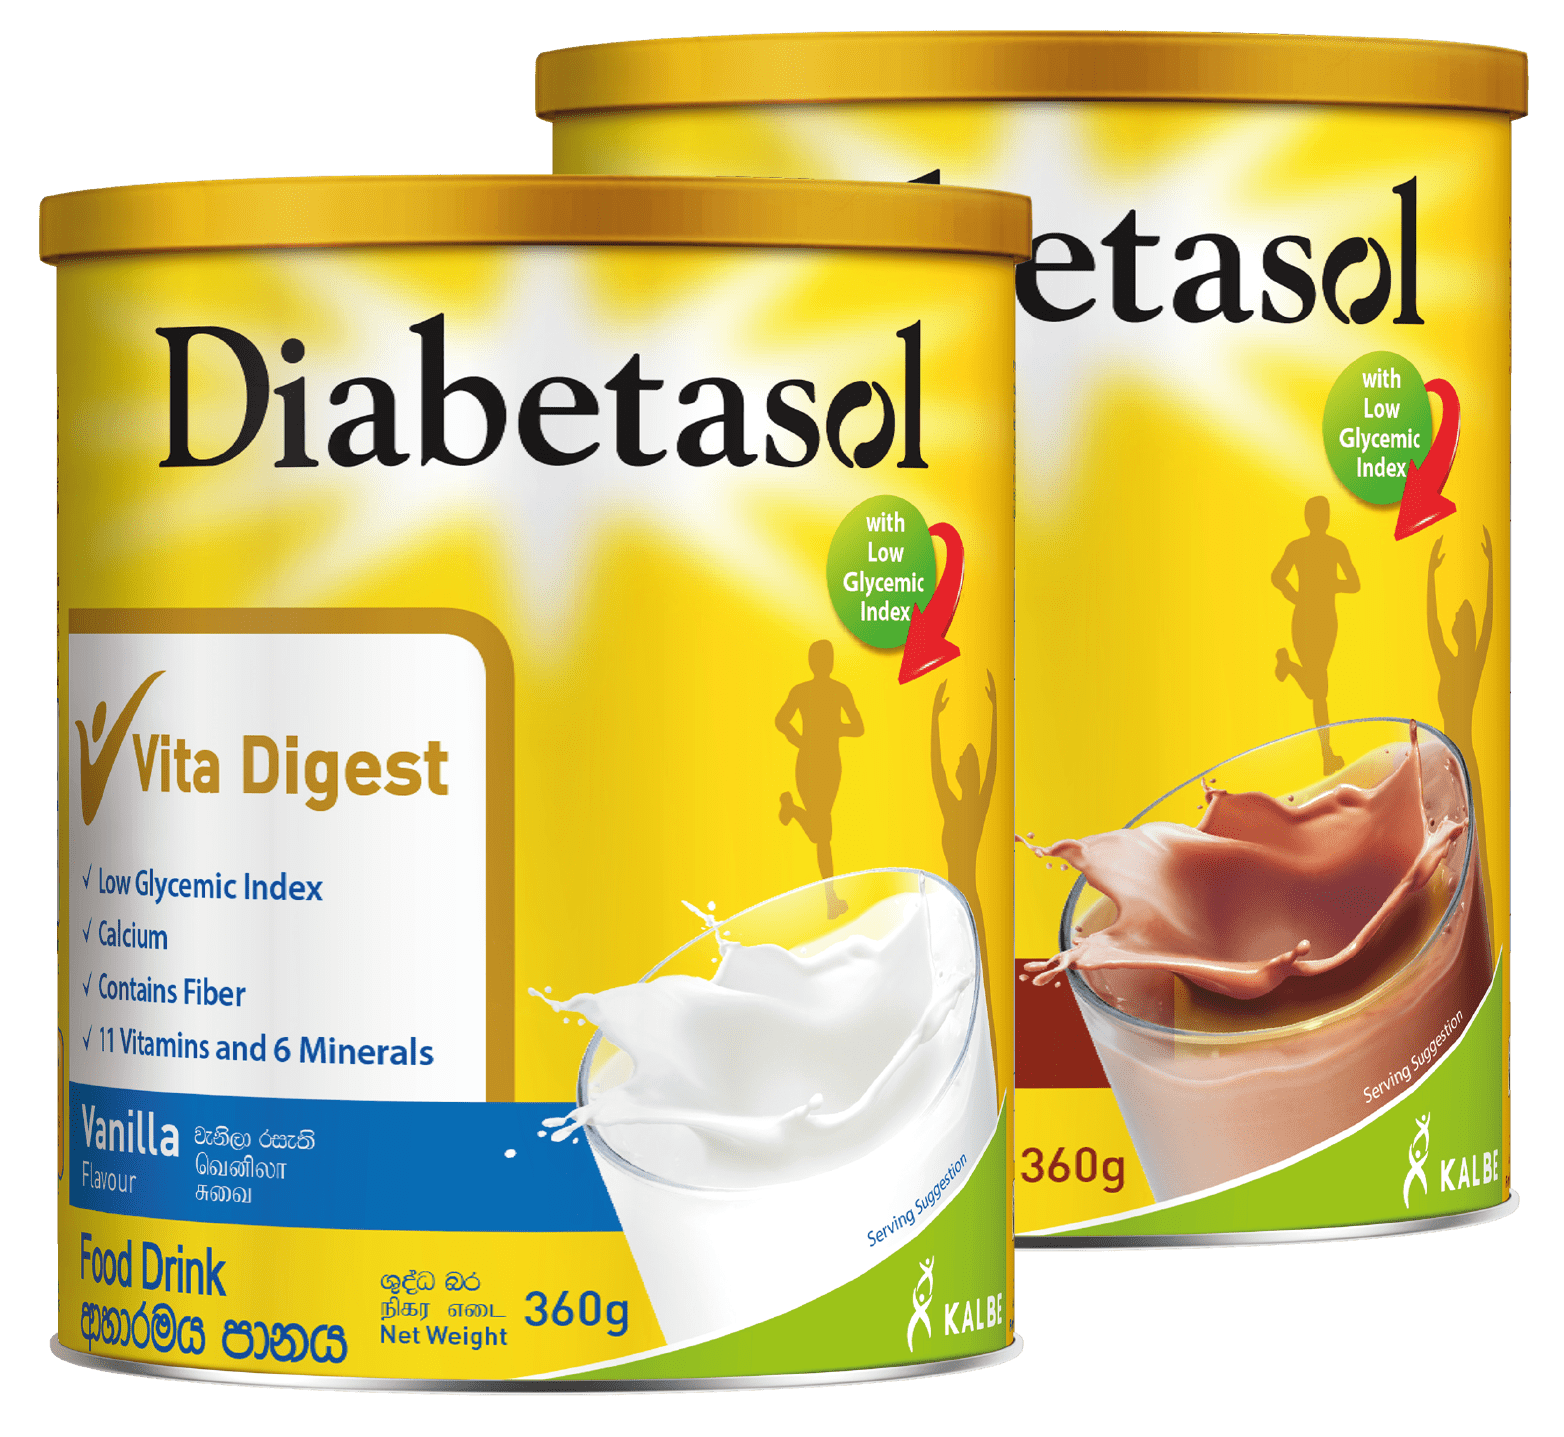 Diabetasol
with
Low
Glycemic
Index
Vita Digest
✓ Low Glycemic Index
✓ Calcium
✓ Contains Fiber
✓ 11 Vitamins and 6 Minerals
Vanilla
Flavour
වැනිලා රසැති
வெனிலா
சுவை
Food Drink
ආහාරමය පානය
ශුද්ධ බර
நிகர எடை
Net Weight
360g
Serving Suggestion
KALBE
etasol
with
Low
Glycemic
Index
Serving Suggestion
360g
KALBE